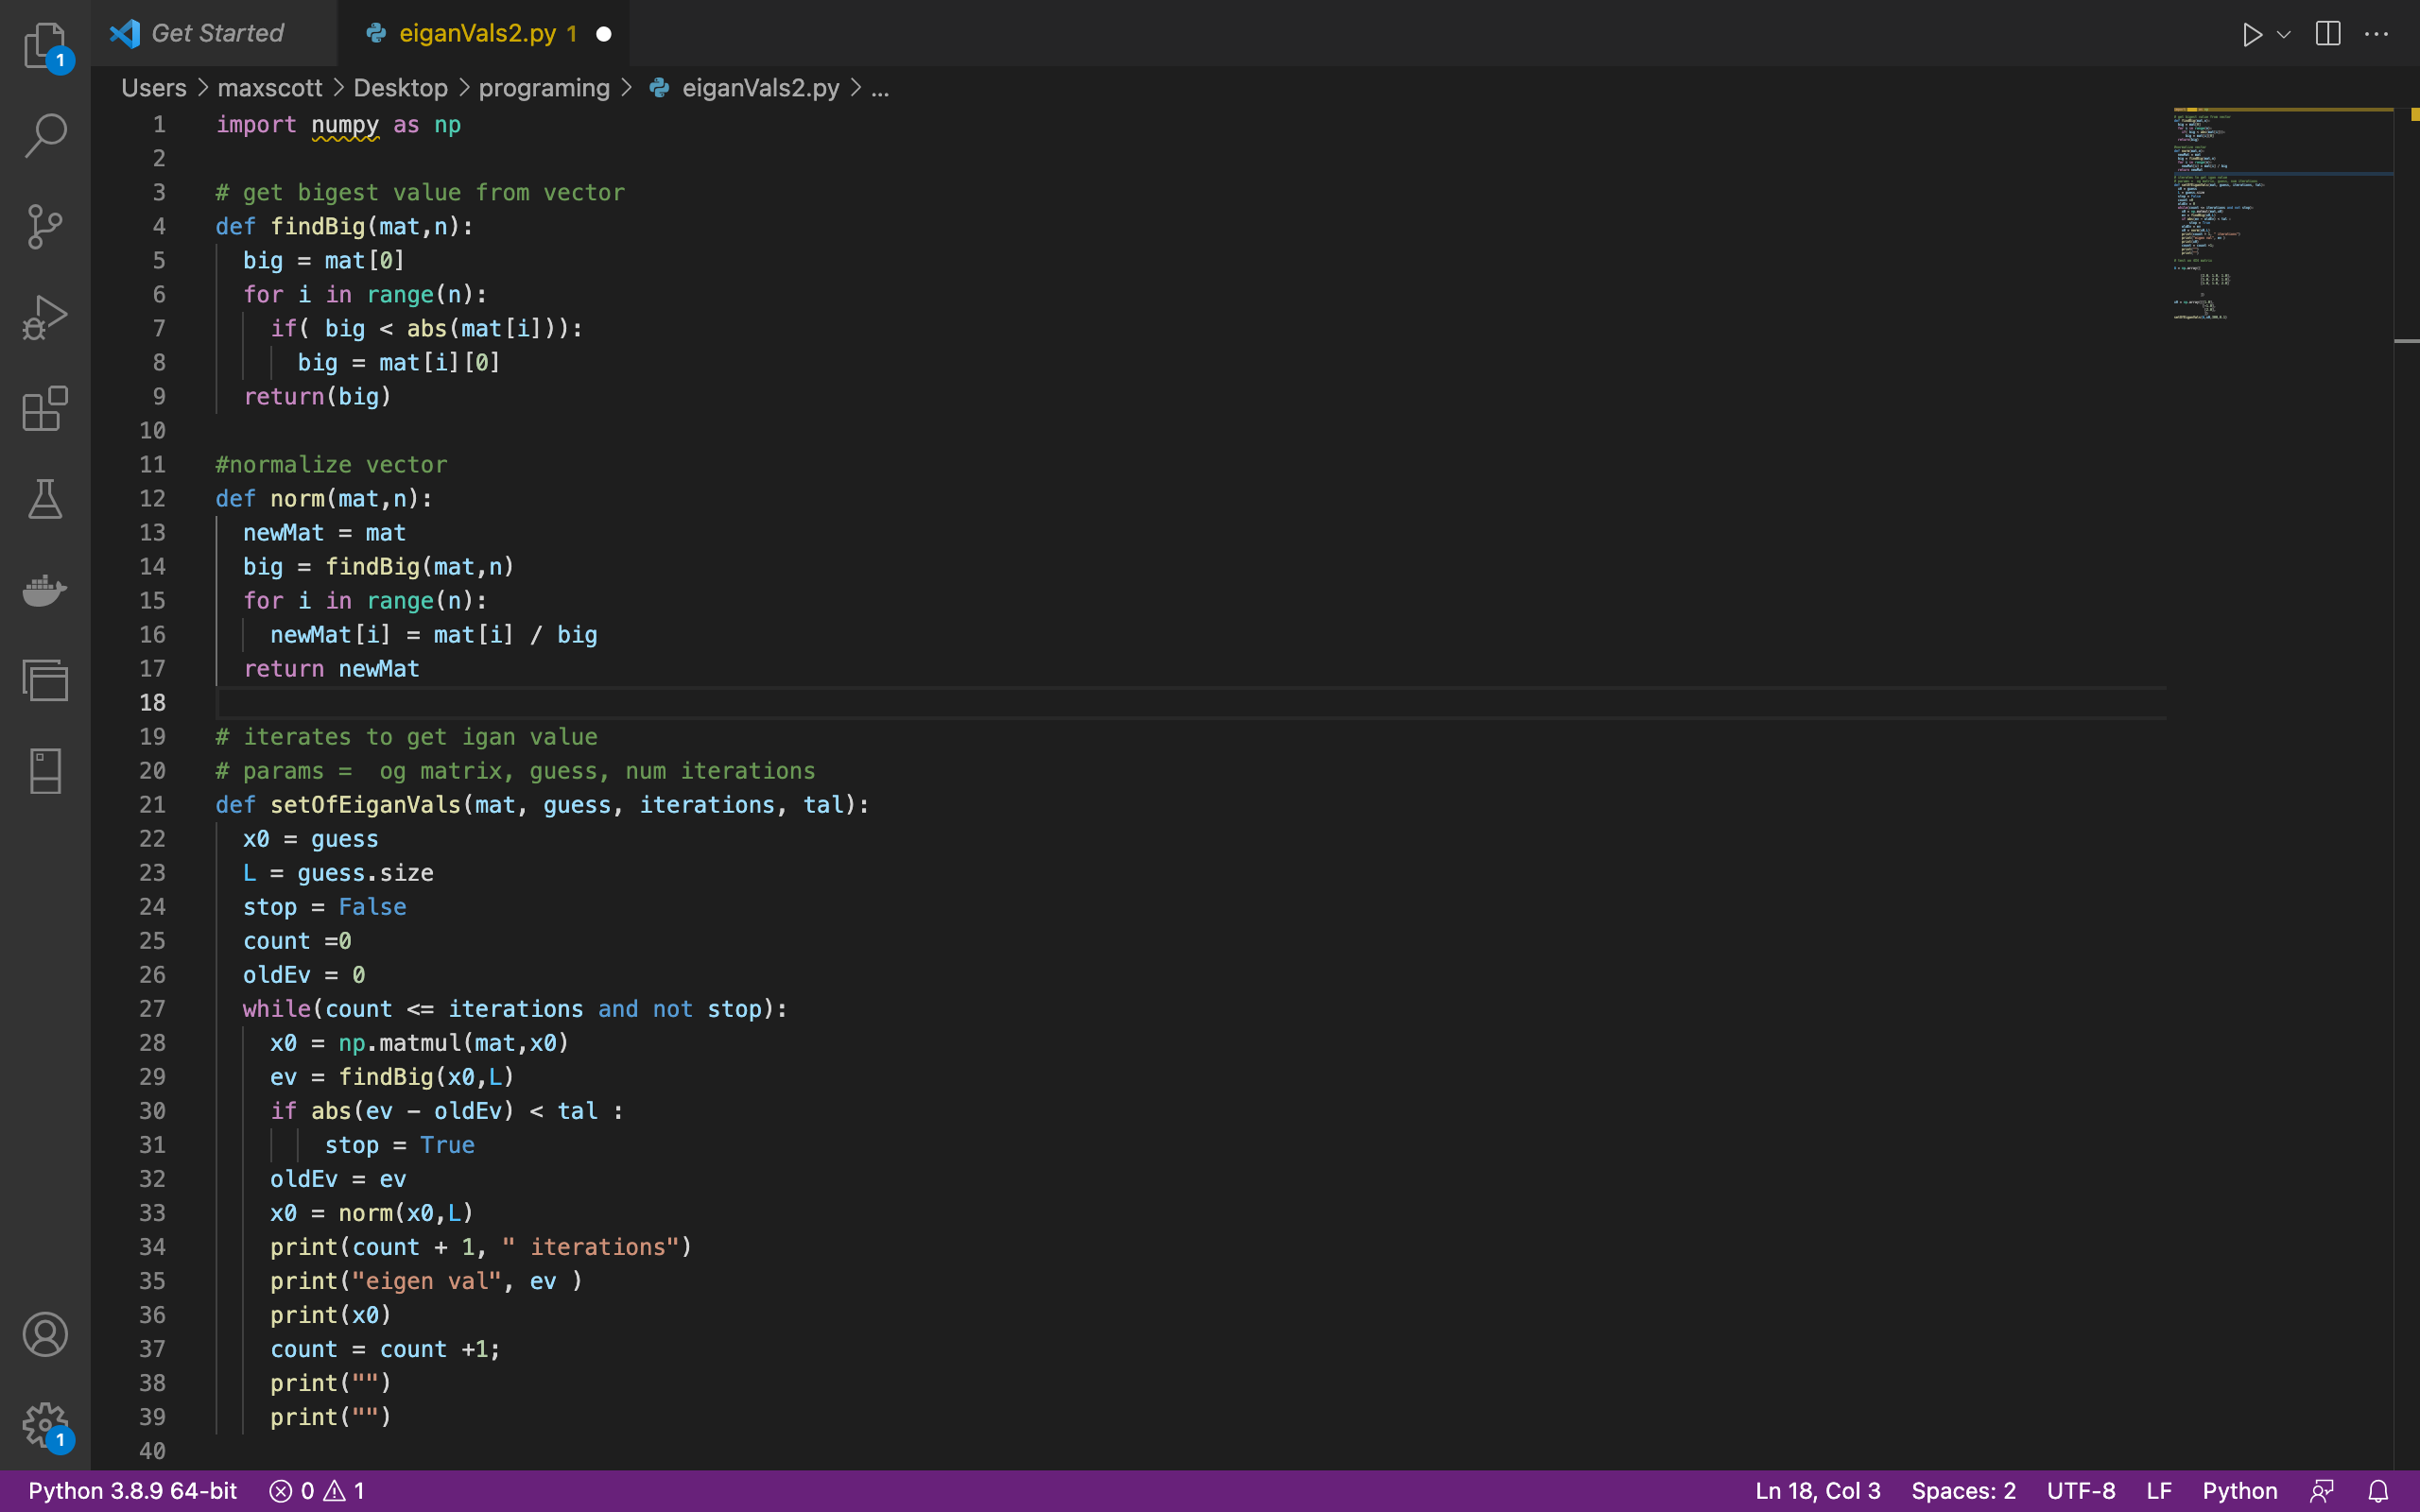 Get Started
eiganVals2.py 1
Users > maxscott > Desktop > programing > eiganVals2.py > ...
1 import numpy as np
2
3 # get bigest value from vector
4 def findBig(mat,n):
5 big = mat[0]
6 for i in range(n):
7 if( big < abs(mat[i])):
8 big = mat[i][0]
9 return(big)
10
11 #normalize vector
12 def norm(mat,n):
13 newMat = mat
14 big = findBig(mat,n)
15 for i in range(n):
16 newMat[i] = mat[i] / big
17 return newMat
18
19 # iterates to get igan value
20 # params =  og matrix, guess, num iterations
21 def setOfEiganVals(mat, guess, iterations, tal):
22 x0 = guess
23 L = guess.size
24 stop = False
25 count =0
26 oldEv = 0
27 while(count <= iterations and not stop):
28 x0 = np.matmul(mat,x0)
29 ev = findBig(x0,L)
30 if abs(ev - oldEv) < tal :
31 stop = True
32 oldEv = ev
33 x0 = norm(x0,L)
34 print(count + 1, " iterations")
35 print("eigen val", ev )
36 print(x0)
37 count = count +1;
38 print("")
39 print("")
40
1
1
Python 3.8.9 64-bit 0 1 Ln 18, Col 3 Spaces: 2 UTF-8 LF Python